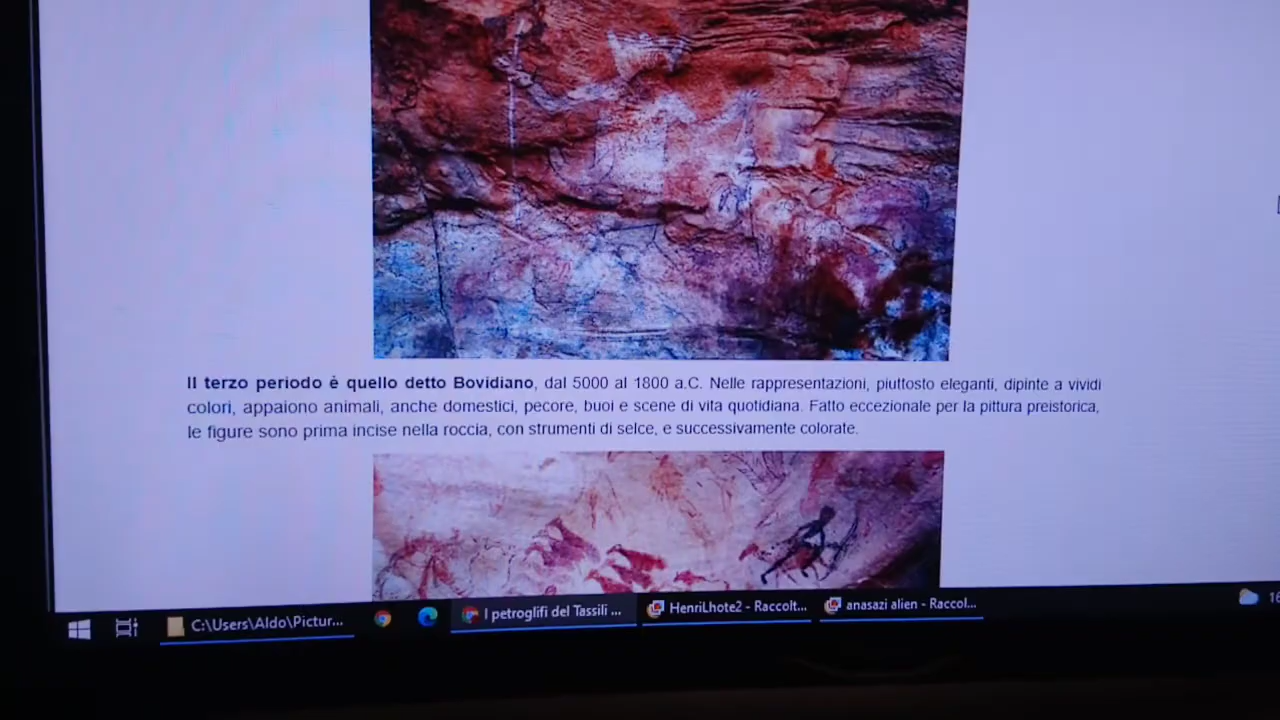 Il terzo periodo è quello detto Bovidiano, dal 5000 al 1800 a.C. Nelle rappresentazioni, piuttosto eleganti, dipinte a vividi
colori, appaiono animali, anche domestici, pecore, buoi e scene di vita quotidiana. Fatto eccezionale per la pittura preistorica,
le figure sono prima incise nella roccia, con strumenti di selce, e successivamente colorate.
C:\Users\Aldo\Pictur...
I petroglifi del Tassili ...
HenriLhote2 - Raccolt...
anasazi alien - Raccol...
16